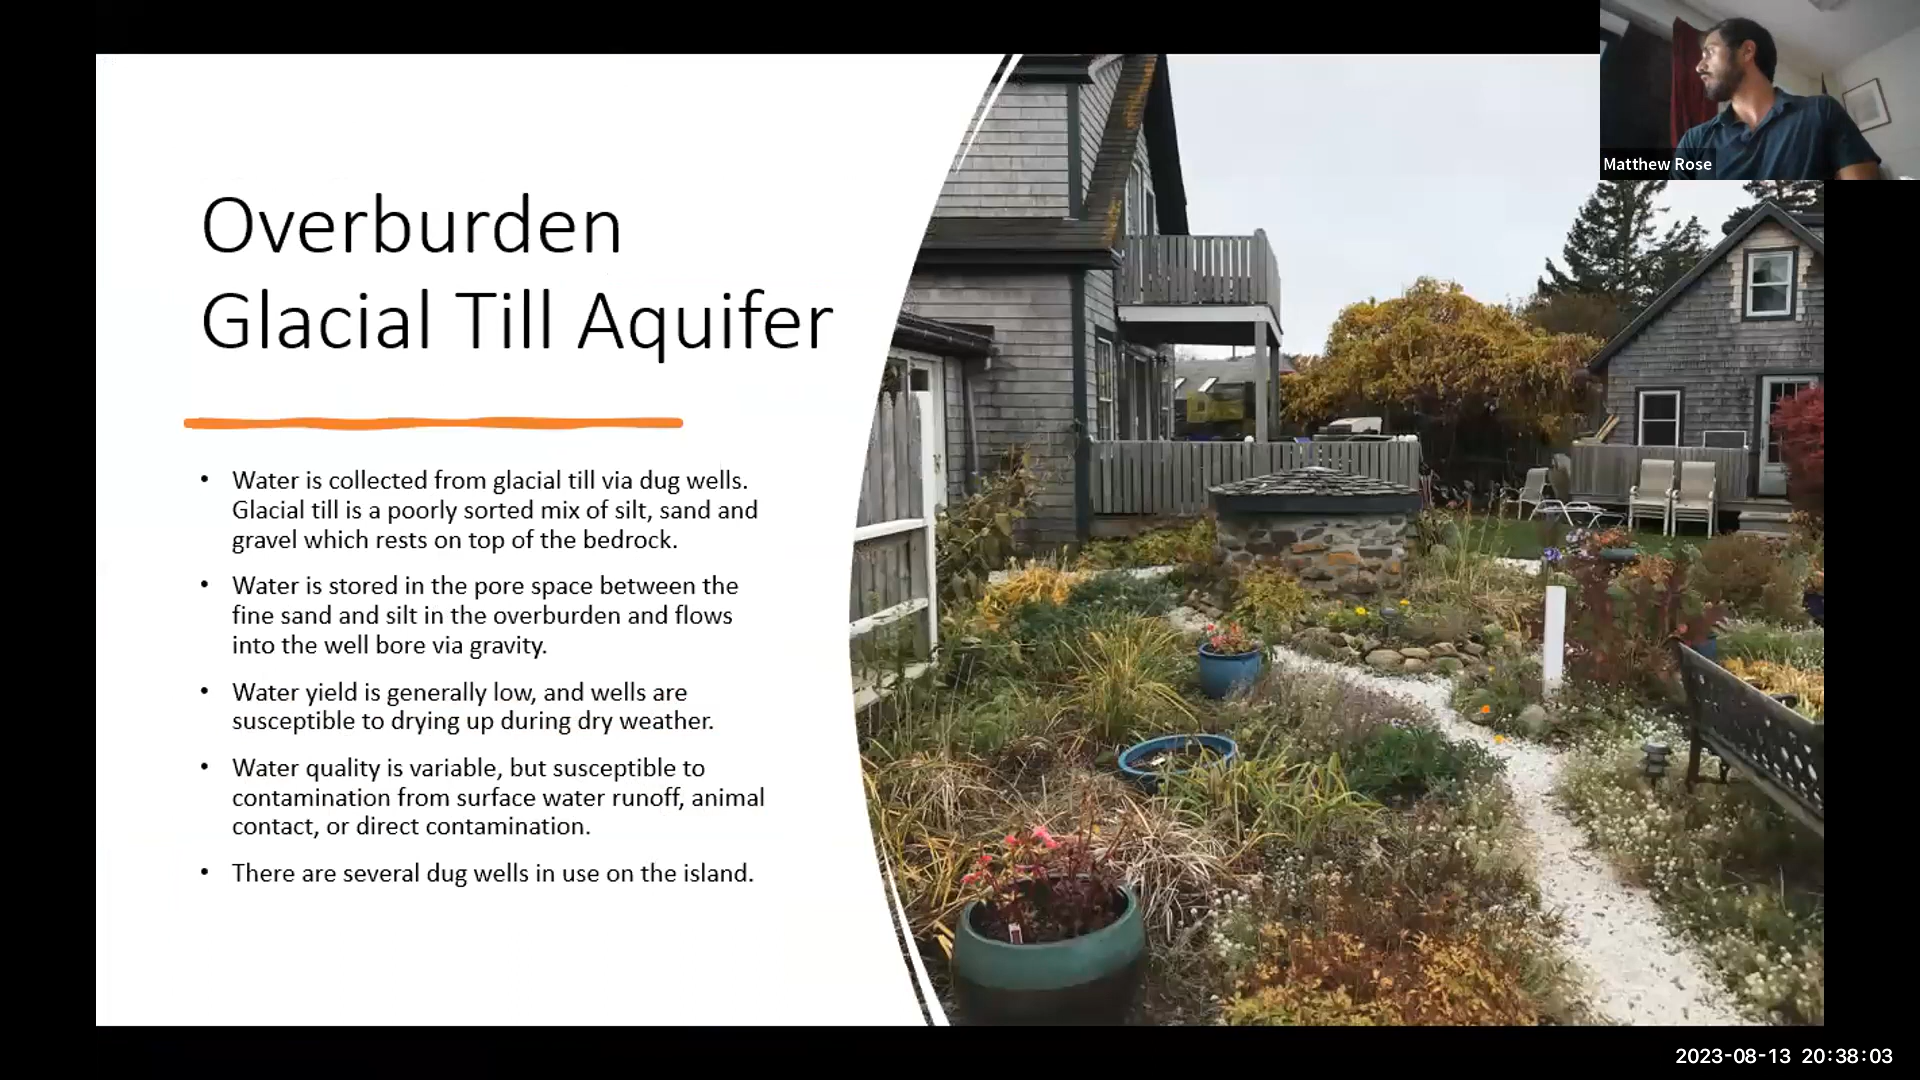 Matthew Rose
Overburden
Glacial Till Aquifer
• Water is collected from glacial till via dug wells.
Glacial till is a poorly sorted mix of silt, sand and
gravel which rests on top of the bedrock.
• Water is stored in the pore space between the
fine sand and silt in the overburden and flows
into the well bore via gravity.
• Water yield is generally low, and wells are
susceptible to drying up during dry weather.
• Water quality is variable, but susceptible to
contamination from surface water runoff, animal
contact, or direct contamination.
• There are several dug wells in use on the island.
2023-08-13 20:38:03